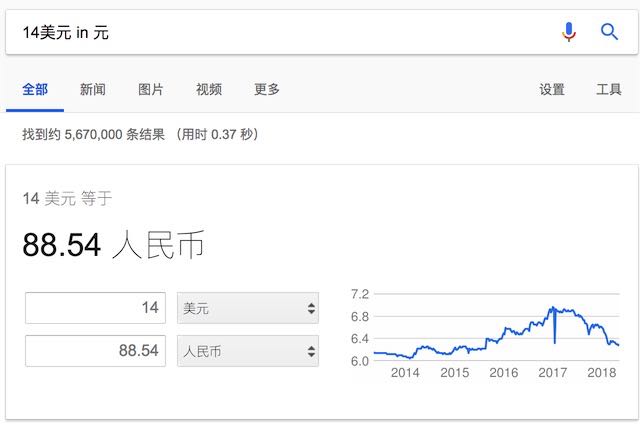 14美元 in 元
全部 新闻 图片 视频 更多 设置 工具
找到约 5,670,000 条结果 （用时 0.37 秒）
14 美元 等于
88.54 人民币
14 美元
88.54 人民币
7.2
6.8
6.4
6.0
2014 2015 2016 2017 2018